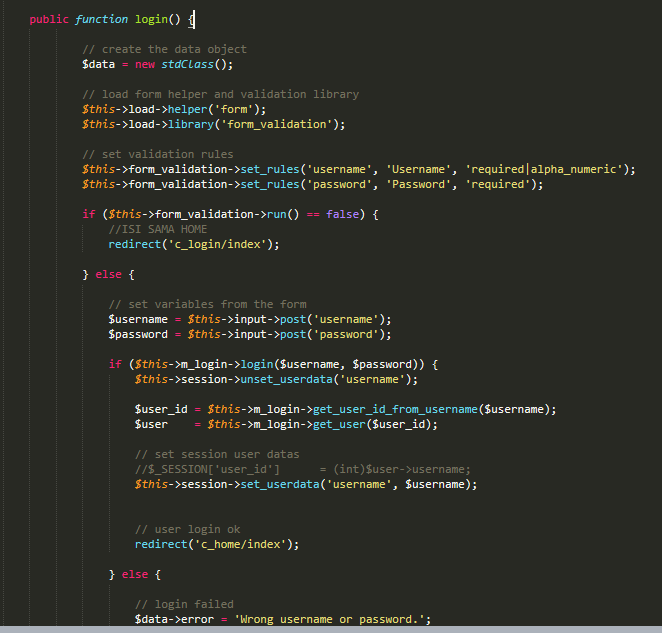 public function login() {
// create the data object
$data = new stdClass();
// load form helper and validation library
$this->load->helper('form');
$this->load->library('form_validation');
// set validation rules
$this->form_validation->set_rules('username', 'Username', 'required|alpha_numeric');
$this->form_validation->set_rules('password', 'Password', 'required');
if ($this->form_validation->run() == false) {
//ISI SAMA HOME
redirect('c_login/index');
} else {
// set variables from the form
$username = $this->input->post('username');
$password = $this->input->post('password');
if ($this->m_login->login($username, $password)) {
$this->session->unset_userdata('username');
$user_id = $this->m_login->get_user_id_from_username($username);
$user    = $this->m_login->get_user($user_id);
// set session user datas
//$_SESSION['user_id']      = (int)$user->username;
$this->session->set_userdata('username', $username);
// user login ok
redirect('c_home/index');
} else {
// login failed
$data->error = 'Wrong username or password.';